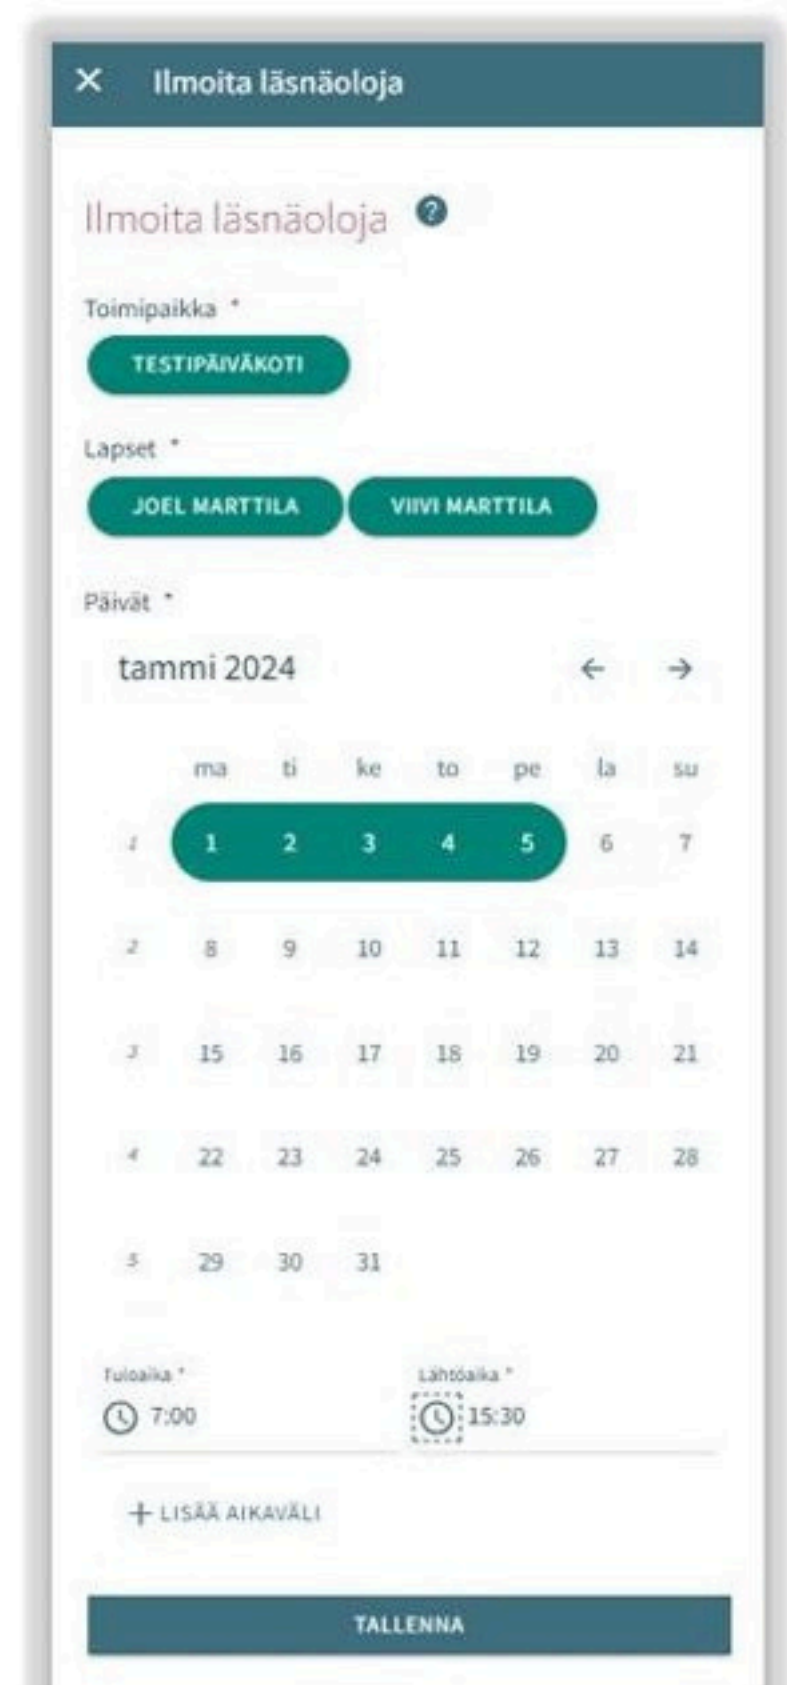 Ilmoita läsnäoloja
Ilmoita läsnäoloja ?
Toimipaikka *
TESTIPÄIVÄKOTI
Lapset *
JOEL MARTTILA VIIVI MARTTILA
Päivät *
tammi 2024
ma ti ke to pe la su
1 1 2 3 4 5 6 7
2 8 9 10 11 12 13 14
3 15 16 17 18 19 20 21
4 22 23 24 25 26 27 28
5 29 30 31
Tuloaika * Lähtöaika *
7:00 15:30
+ LISÄÄ AIKAVÄLI
TALLENNA